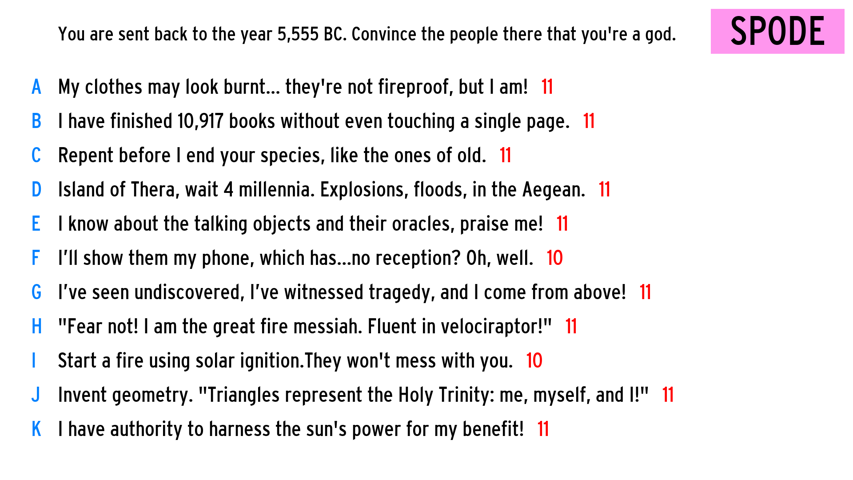 You are sent back to the year 5,555 BC. Convince the people there that you're a god.
SPODE
A My clothes may look burnt... they're not fireproof, but I am! 11
B I have finished 10,917 books without even touching a single page. 11
C Repent before I end your species, like the ones of old. 11
D Island of Thera, wait 4 millennia. Explosions, floods, in the Aegean. 11
E I know about the talking objects and their oracles, praise me! 11
F I’ll show them my phone, which has...no reception? Oh, well. 10
G I’ve seen undiscovered, I’ve witnessed tragedy, and I come from above! 11
H "Fear not! I am the great fire messiah. Fluent in velociraptor!" 11
I Start a fire using solar ignition.They won't mess with you. 10
J Invent geometry. "Triangles represent the Holy Trinity: me, myself, and I!" 11
K I have authority to harness the sun's power for my benefit! 11